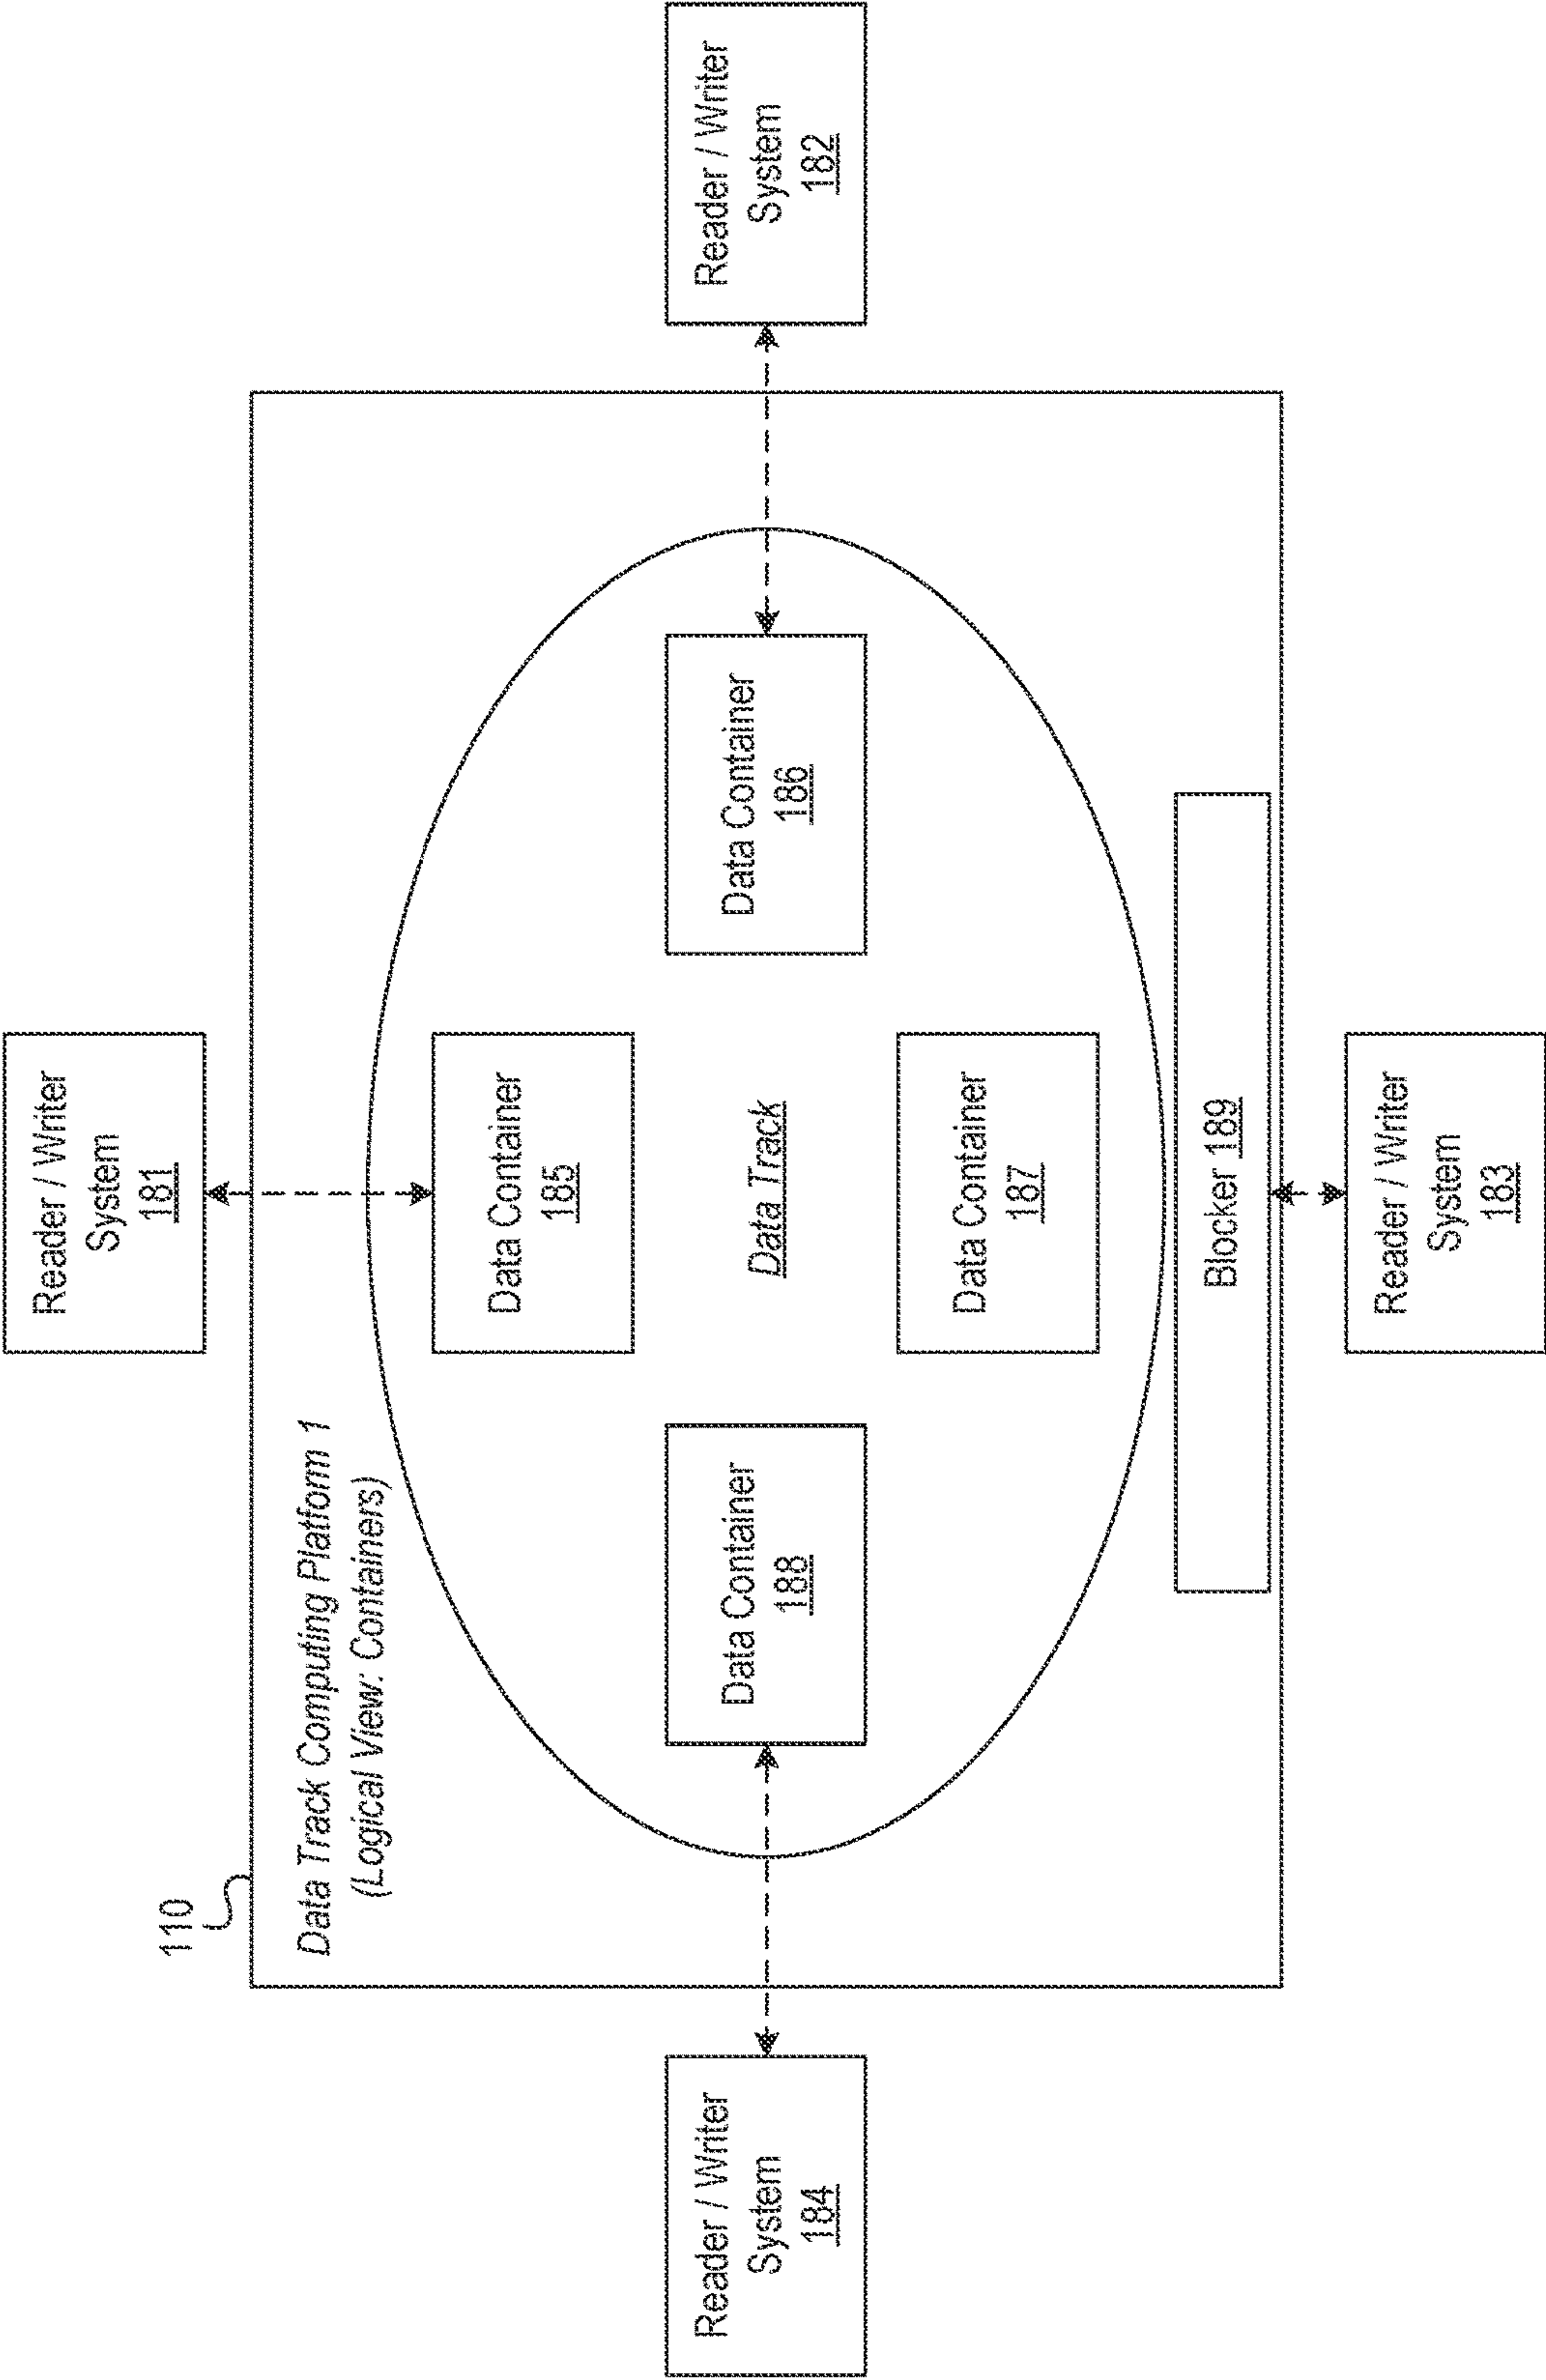 110
Data Track Computing Platform 1
(Logical View: Containers)
Reader / Writer
System
181
Reader / Writer
System
184
Data Container
188
Data Container
185
Data Track
Data Container
187
Data Container
186
Reader / Writer
System
182
Blocker 189
Reader / Writer
System
183